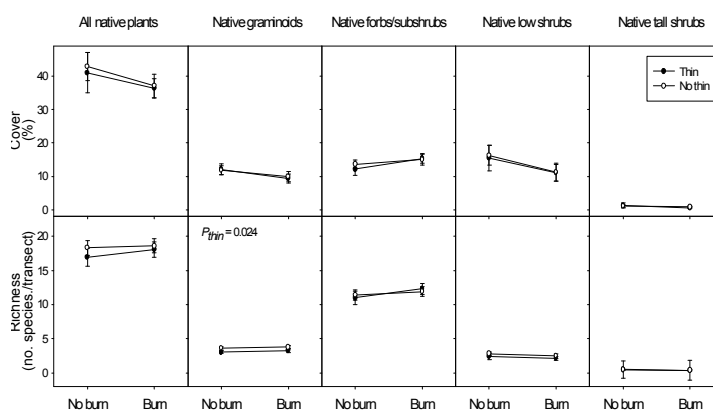 All native plants Native graminoids Native forbs/subshrubs Native low shrubs Native tall shrubs
Cover
(%)
40
30
20
10
0
Thin
No thin
Richness
(no. species./transect)
20
15
10
5
0
Pthin = 0.024
No burn Burn No burn Burn No burn Burn No burn Burn No burn Burn